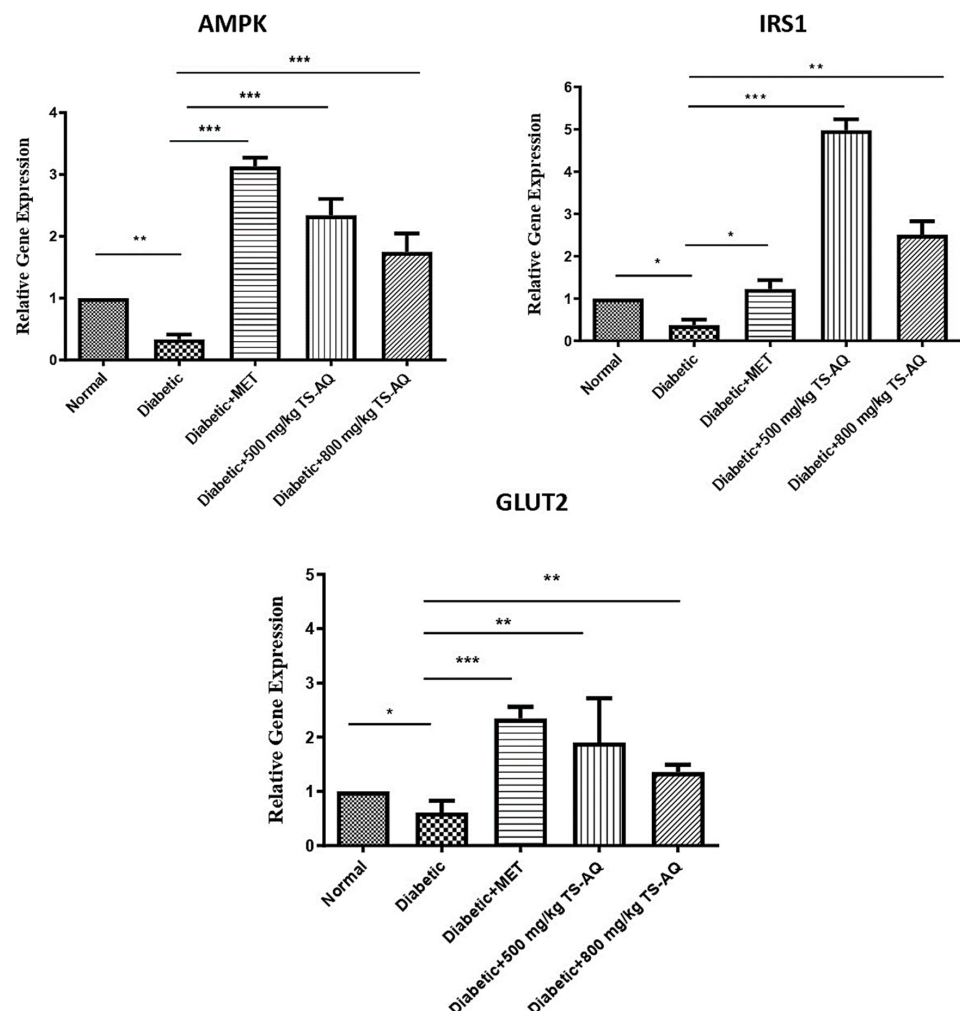 AMPK
***
***
***
**
Relative Gene Expression
4
3
2
1
0
Normal
Diabetic
Diabetic+MET
Diabetic+500 mg/kg TS-AQ
Diabetic+800 mg/kg TS-AQ
IRS1
**
***
*
*
Relative Gene Expression
6
5
4
3
2
1
0
Normal
Diabetic
Diabetic+MET
Diabetic+500 mg/kg TS-AQ
Diabetic+800 mg/kg TS-AQ
GLUT2
**
**
***
*
Relative Gene Expression
5
4
3
2
1
0
Normal
Diabetic
Diabetic+MET
Diabetic+500 mg/kg TS-AQ
Diabetic+800 mg/kg TS-AQ